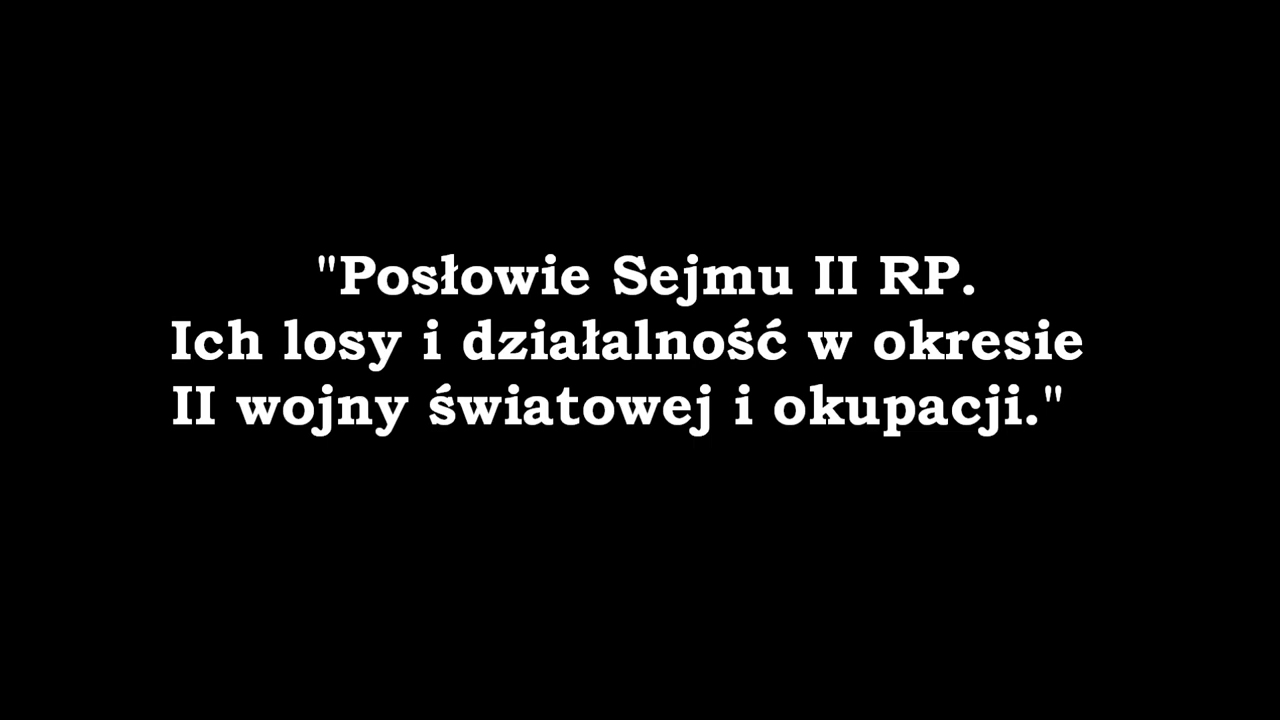 "Posłowie Sejmu II RP.
Ich losy i działalność w okresie
II wojny światowej i okupacji."